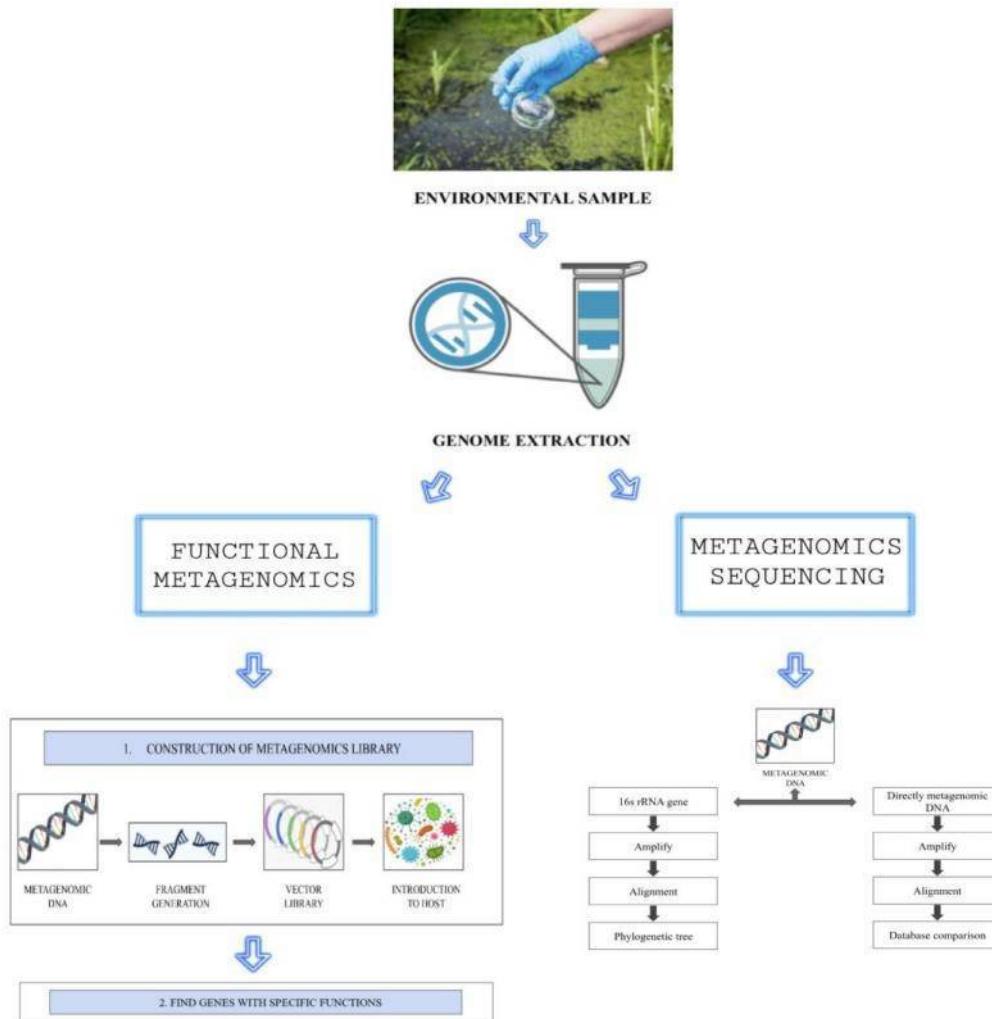 ENVIRONMENTAL SAMPLE
GENOME EXTRACTION
FUNCTIONAL
METAGENOMICS
METAGENOMICS
SEQUENCING
1. CONSTRUCTION OF METAGENOMICS LIBRARY
METAGENOMIC
DNA
FRAGMENT
GENERATION
VECTOR
LIBRARY
INTRODUCTION
TO HOST
2. FIND GENES WITH SPECIFIC FUNCTIONS
METAGENOMIC
DNA
16s rRNA gene
Amplify
Alignment
Phylogenetic tree
Directly metagenomic
DNA
Amplify
Alignment
Database comparison